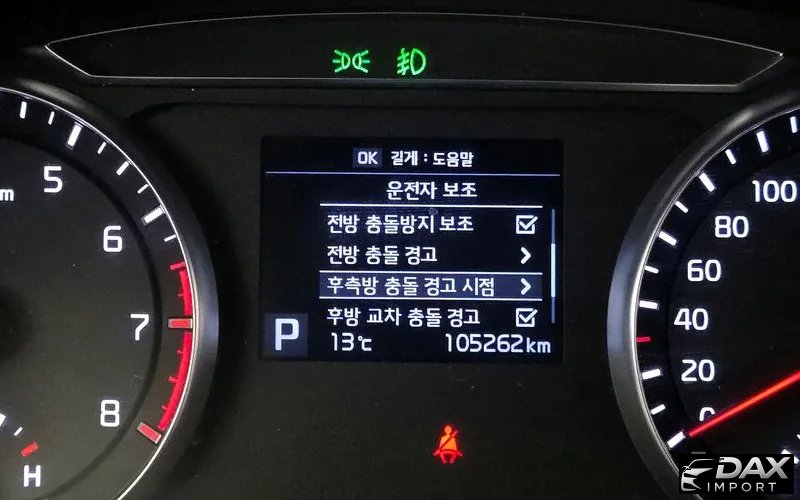 OK 길게 : 도움말
운전자 보조
전방 충돌방지 보조
전방 충돌 경고
후측방 충돌 경고 시점
후방 교차 충돌 경고
P 13℃ 105262km
5
6
7
8
H
100
80
60
40
20
0
DAX
IMPORT